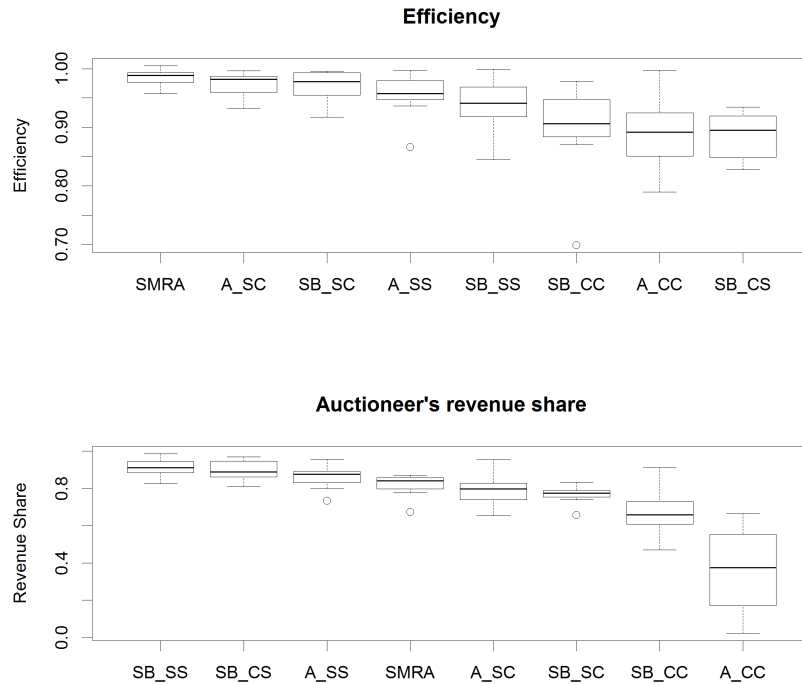 Efficiency
Efficiency
1.00
0.90
0.80
0.70
SMRA A_SC SB_SC A_SS SB_SS SB_CC A_CC SB_CS
Auctioneer's revenue share
Revenue Share
0.8
0.4
0.0
SB_SS SB_CS A_SS SMRA A_SC SB_SC SB_CC A_CC